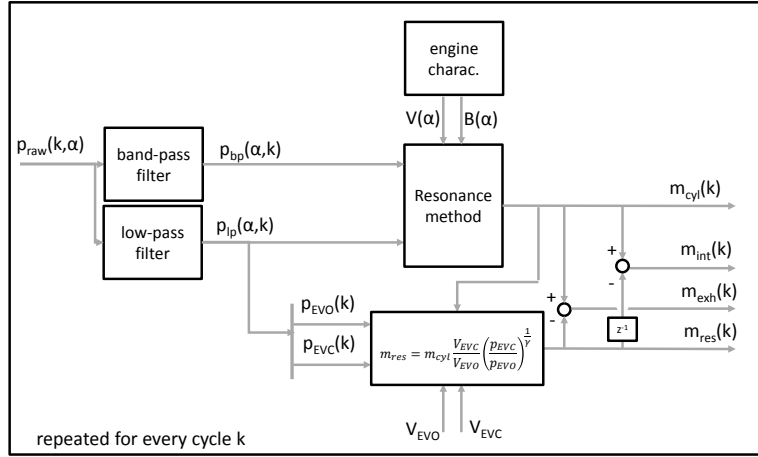 engine
charac.
V(α)
B(α)
p_raw(k,α)
band-pass
filter
p_bp(α,k)
Resonance
method
m_cyl(k)
low-pass
filter
p_lp(α,k)
+
-
m_int(k)
p_EVO(k)
+
-
m_exh(k)
p_EVC(k)
m_res = m_cyl V_EVC/V_EVO (p_EVC/p_EVO)^(1/γ)
z⁻¹
m_res(k)
V_EVO
V_EVC
repeated for every cycle k